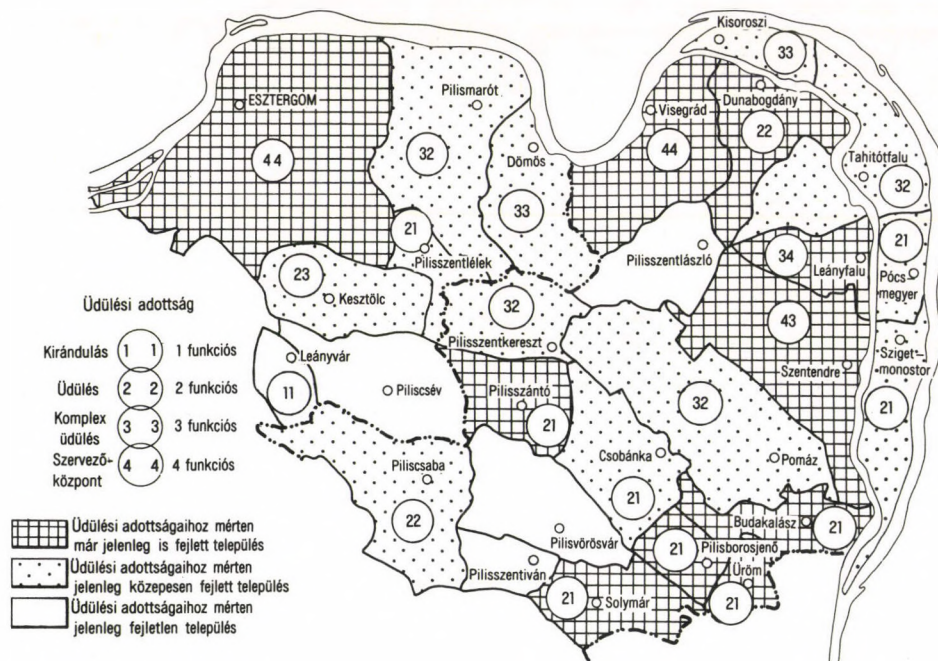 Kisoroszi
33
ESZTERGOM
Pilismarót
Visegrád
Dunabogdány
44
32
Dömös
44
22
Tahitótfalu
33
32
21
Pilisszentlélek
Pilisszentlászló
34
Leányfalu
21
Pócs-
megyer
23
Kesztölc
32
43
Pilisszentkereszt
Sziget-
monostor
Szentendre
21
Leányvár
11
Piliscsév
Pilisszántó
21
32
Piliscsaba
Csobánka
Pomáz
22
21
Budakalász
21
Pilisvörösvár
21
Pilisborosjenő
Pilisszentiván
Üröm
21
Solymár
21
Üdülési adottság
Kirándulás 1 1 1 funkciós
Üdülés 2 2 2 funkciós
Komplex
üdülés 3 3 3 funkciós
Szervező-
központ 4 4 4 funkciós
Üdülési adottságaihoz mérten
már jelenleg is fejlett település
Üdülési adottságaihoz mérten
jelenleg közepesen fejlett település
Üdülési adottságaihoz mérten
jelenleg fejletlen település